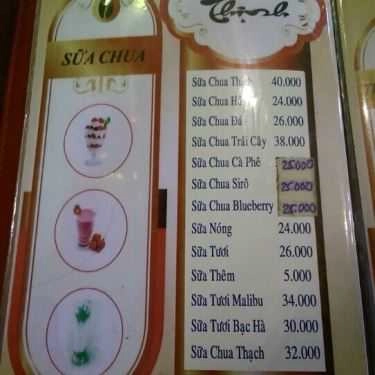 Thịnh
SỮA CHUA
Sữa Chua 40.000
Sữa Chua 24.000
Sữa Chua Đá 26.000
Sữa Chua Trái Cây 38.000
Sữa Chua Cà Phê 25.000
Sữa Chua Sirô 25.000
Sữa Chua Blueberry 25.000
Sữa Nóng 24.000
Sữa Tươi 26.000
Sữa Thêm 5.000
Sữa Tươi Malibu 34.000
Sữa Tươi Bạc Hà 30.000
Sữa Chua Thạch 32.000